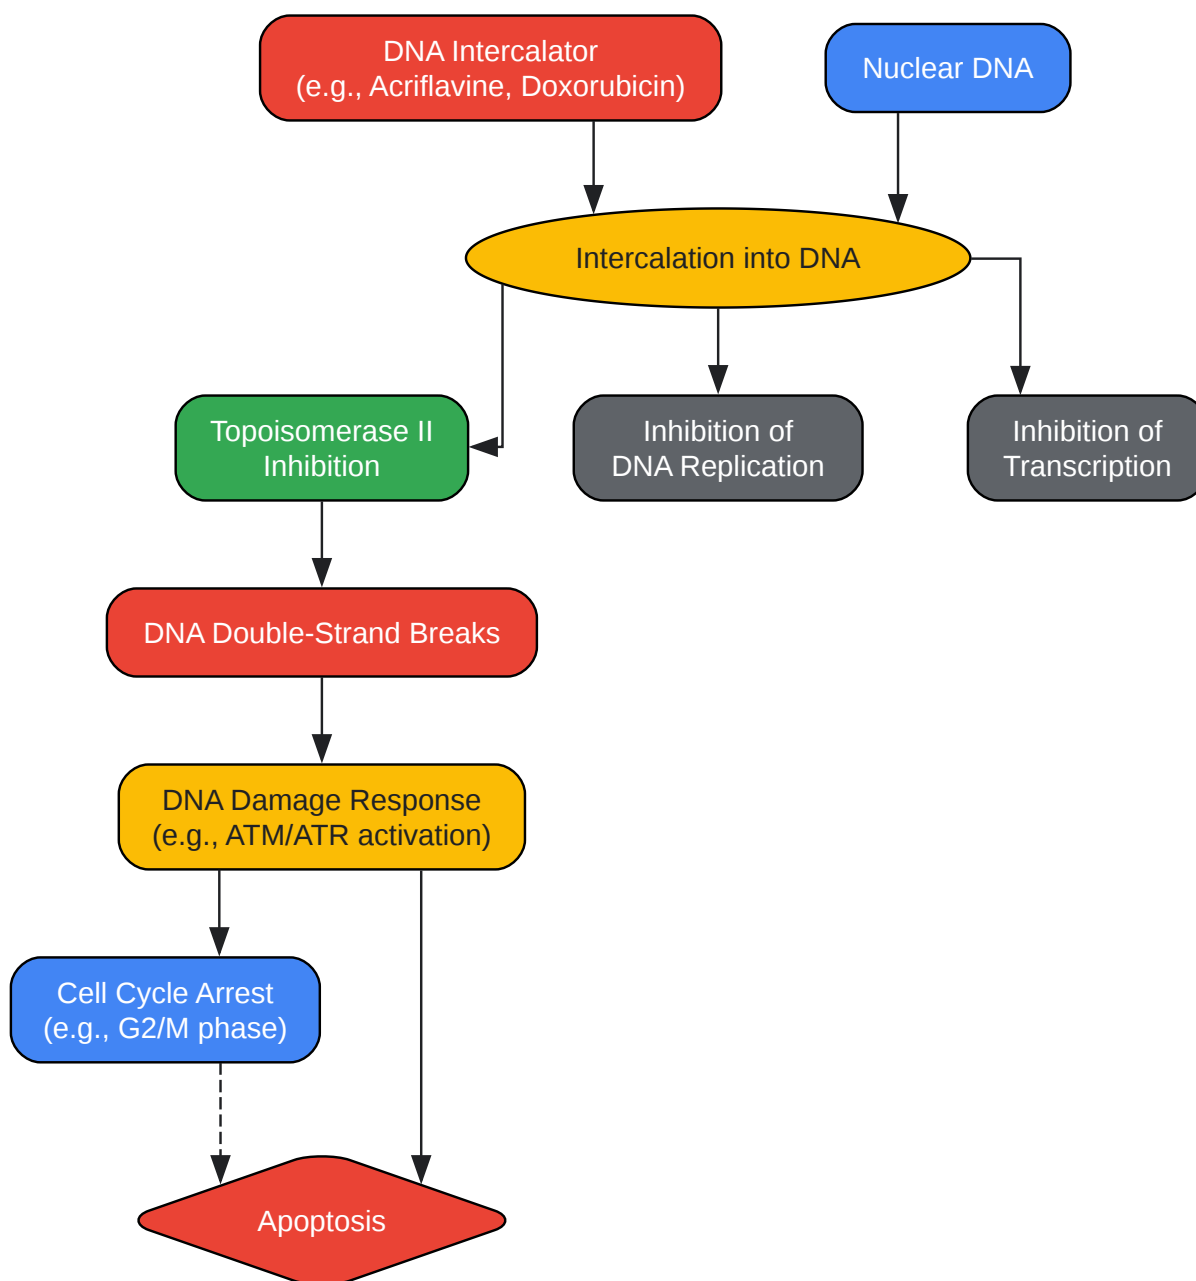 DNA Intercalator
(e.g., Acriflavine, Doxorubicin)
Nuclear DNA
Intercalation into DNA
Topoisomerase II
Inhibition
Inhibition of
DNA Replication
Inhibition of
Transcription
DNA Double-Strand Breaks
DNA Damage Response
(e.g., ATM/ATR activation)
Cell Cycle Arrest
(e.g., G2/M phase)
Apoptosis